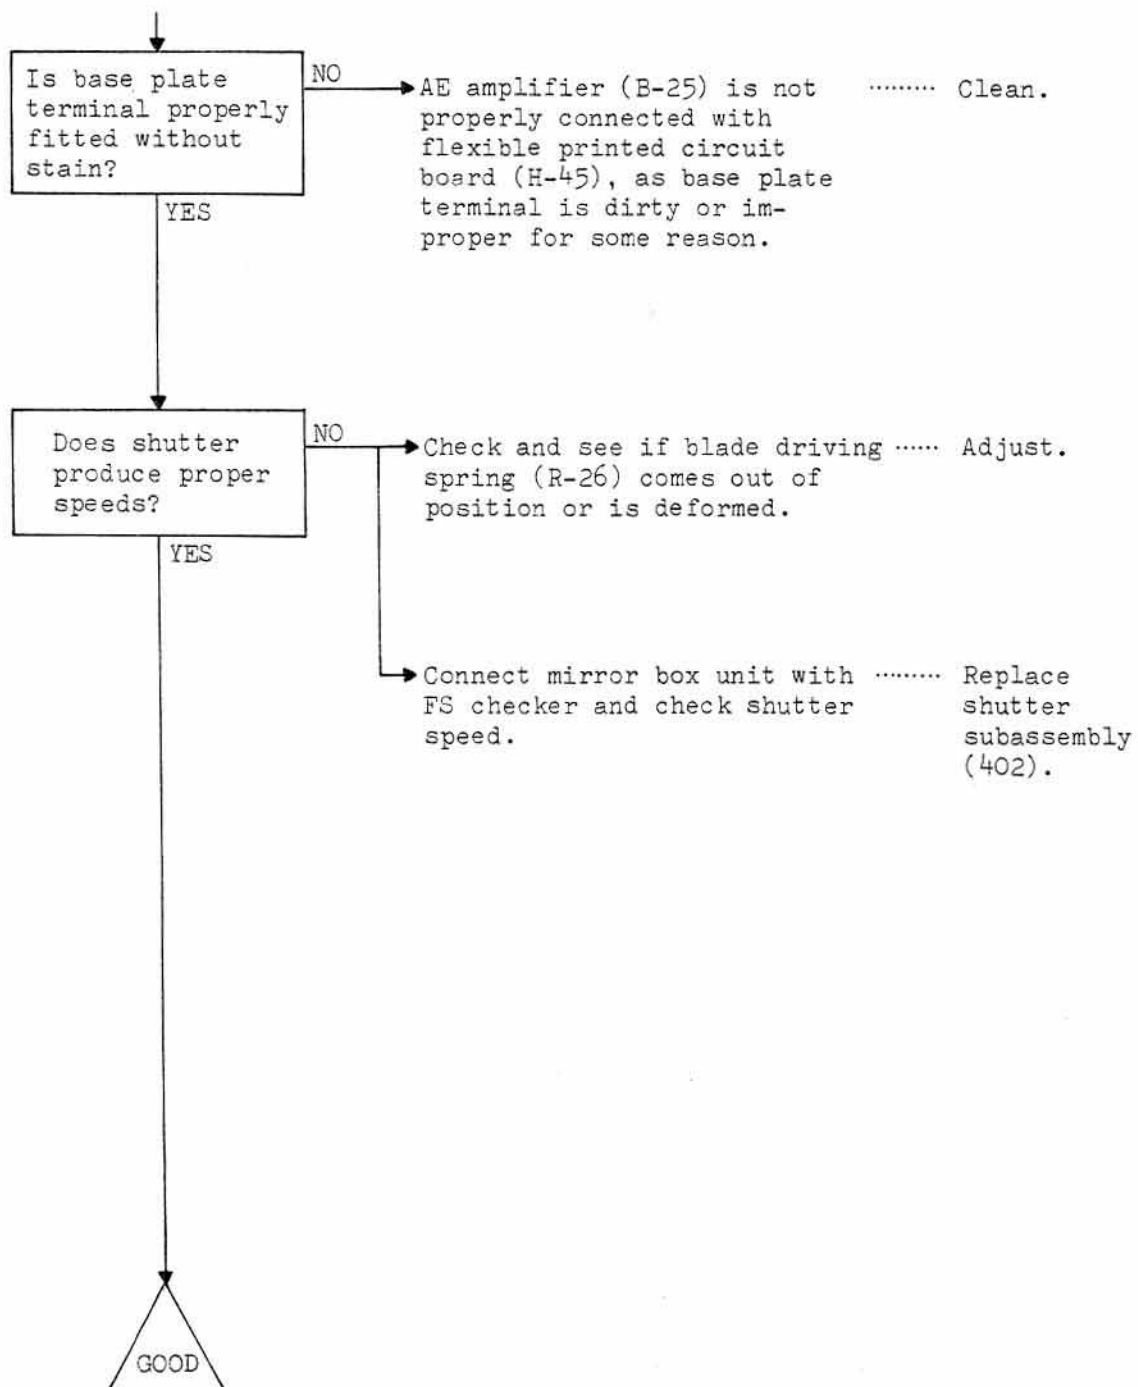 Is base plate
terminal properly
fitted without
stain?
NO
AE amplifier (B-25) is not ········· Clean.
properly connected with
flexible printed circuit
board (H-45), as base plate
terminal is dirty or im-
proper for some reason.
YES
Does shutter
produce proper
speeds?
NO
Check and see if blade driving ······ Adjust.
spring (R-26) comes out of
position or is deformed.
YES
Connect mirror box unit with ········· Replace
FS checker and check shutter shutter
speed. subassembly
(402).
GOOD